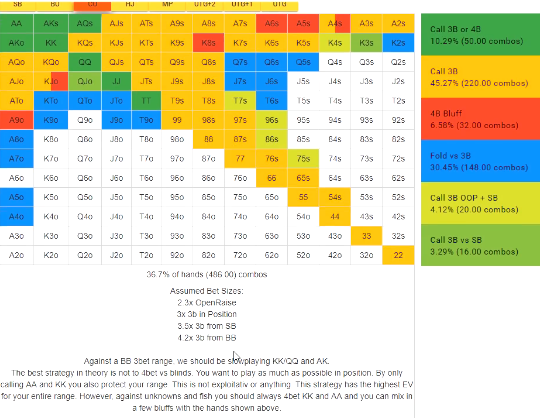 SB BU CO HJ MP UTG+2 UTG+1 UTG
AA AKs AQs AJs ATs A9s A8s A7s A6s A5s A4s A3s A2s
AKo KK KQs KJs KTs K9s K8s K7s K6s K5s K4s K3s K2s
AQo KQo QQ QJs QTs Q9s Q8s Q7s Q6s Q5s Q4s Q3s Q2s
AJo KJo QJo JJ JTs J9s J8s J7s J6s J5s J4s J3s J2s
ATo KTo QTo JTo TT T9s T8s T7s T6s T5s T4s T3s T2s
A9o K9o Q9o J9o T9o 99 98s 97s 96s 95s 94s 93s 92s
A8o K8o Q8o J8o T8o 98o 88 87s 86s 85s 84s 83s 82s
A7o K7o Q7o J7o T7o 97o 87o 77 76s 75s 74s 73s 72s
A6o K6o Q6o J6o T6o 96o 86o 76o 66 65s 64s 63s 62s
A5o K5o Q5o J5o T5o 95o 85o 75o 65o 55 54s 53s 52s
A4o K4o Q4o J4o T4o 94o 84o 74o 64o 54o 44 43s 42s
A3o K3o Q3o J3o T3o 93o 83o 73o 63o 53o 43o 33 32s
A2o K2o Q2o J2o T2o 92o 82o 72o 62o 52o 42o 32o 22
Call 3B or 4B
10.29% (50.00 combos)
Call 3B
45.27% (220.00 combos)
4B Bluff
6.58% (32.00 combos)
Fold vs 3B
30.45% (148.00 combos)
Call 3B OOP + SB
4.12% (20.00 combos)
Call 3B vs SB
3.29% (16.00 combos)
36.7% of hands (486.00) combos
Assumed Bet Sizes:
2.3x OpenRaise
3x 3b in Position
3.5x 3b from SB
4.2x 3b from BB
Against a BB 3bet range, we should be slowplaying KK/QQ and AK.
The best strategy in theory is not to 4bet vs blinds. You want to play as much as possible in position. By only
calling AA and KK you also protect your range. This is not exploitativ or anything. This strategy has the highest EV
for your entire range. However, against unknowns and fish you should always 4bet KK and AA and you can mix in
a few bluffs with the hands shown above.